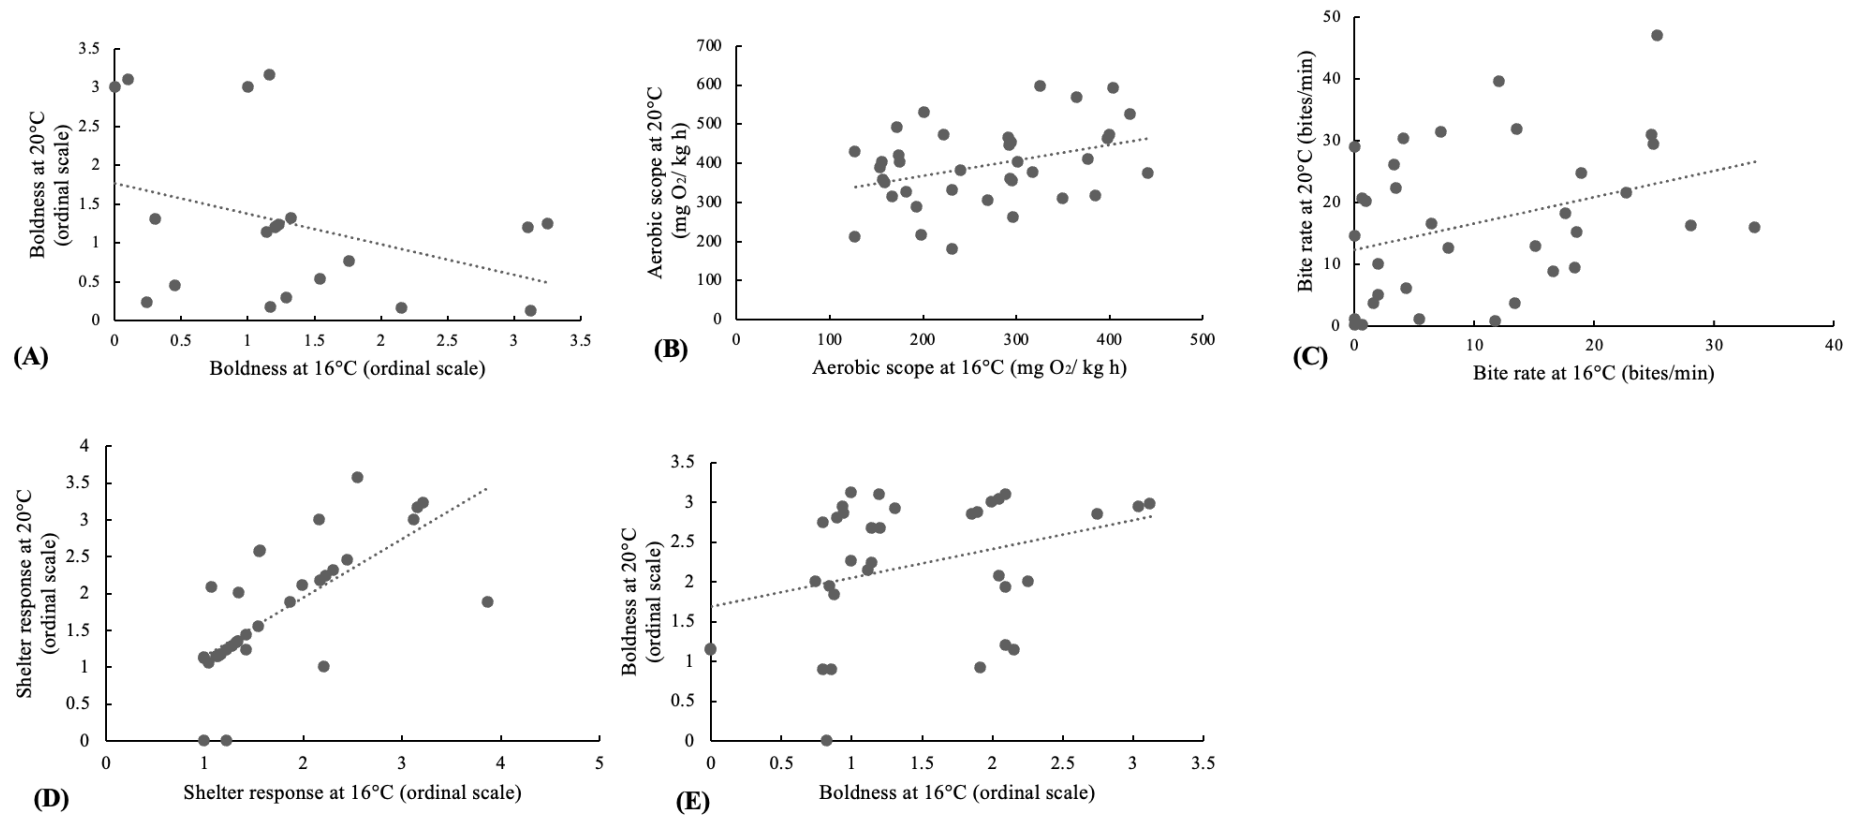 3.5
3
2.5
2
1.5
1
0.5
0
Boldness at 20°C
(ordinal scale)
0 0.5 1 1.5 2 2.5 3 3.5
Boldness at 16°C (ordinal scale)
(A)
700
600
500
400
300
200
100
0
Aerobic scope at 20°C
(mg O2/ kg h)
0 100 200 300 400 500
Aerobic scope at 16°C (mg O2/ kg h)
(B)
50
40
30
20
10
0
Bite rate at 20°C (bites/min)
0 10 20 30 40
Bite rate at 16°C (bites/min)
(C)
4
3.5
3
2.5
2
1.5
1
0.5
0
Shelter response at 20°C
(ordinal scale)
0 1 2 3 4 5
Shelter response at 16°C (ordinal scale)
(D)
3.5
3
2.5
2
1.5
1
0.5
0
Boldness at 20°C
(ordinal scale)
0 0.5 1 1.5 2 2.5 3 3.5
Boldness at 16°C (ordinal scale)
(E)